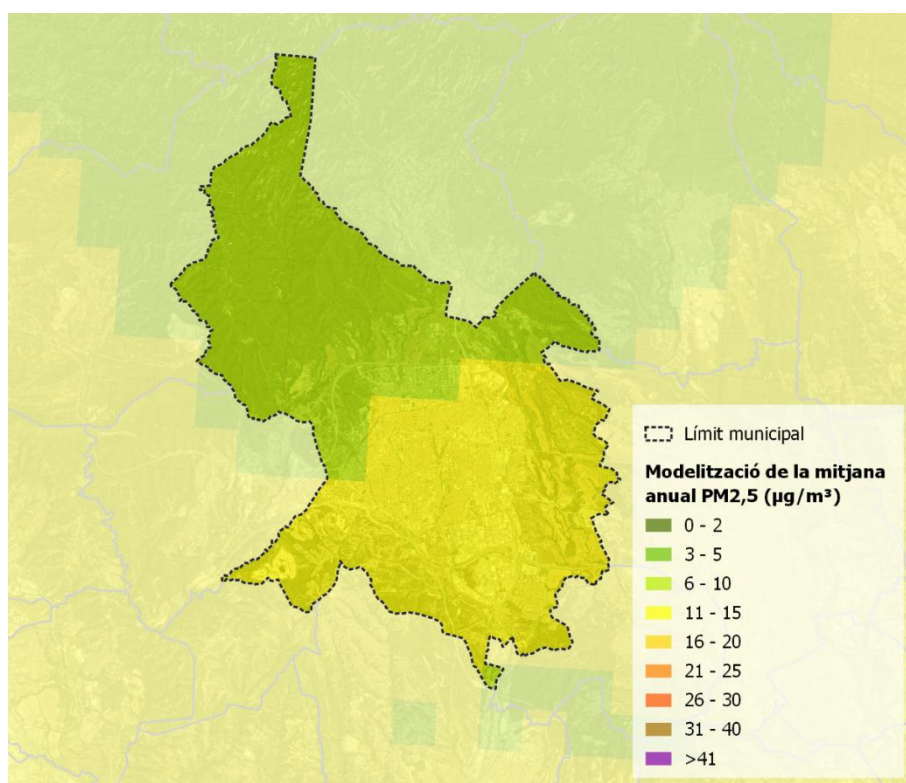 Límit municipal
Modelització de la mitjana
anual PM2,5 (µg/m³)
0 - 2
3 - 5
6 - 10
11 - 15
16 - 20
21 - 25
26 - 30
31 - 40
>41